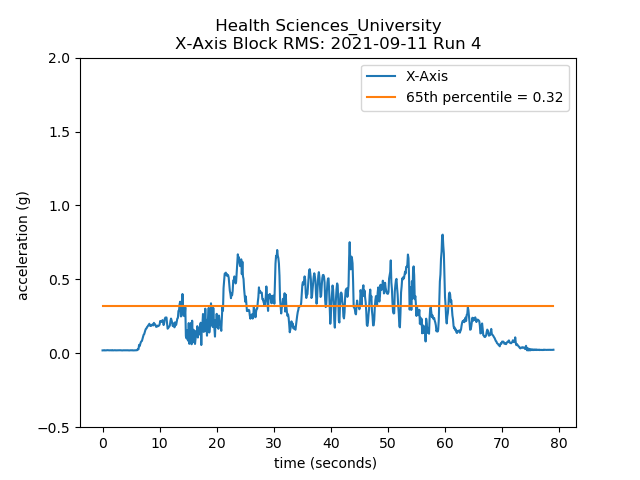 Health Sciences_University
X-Axis Block RMS: 2021-09-11 Run 4
2.0
1.5
1.0
0.5
0.0
−0.5
acceleration (g)
X-Axis
65th percentile = 0.32
0 10 20 30 40 50 60 70 80
time (seconds)